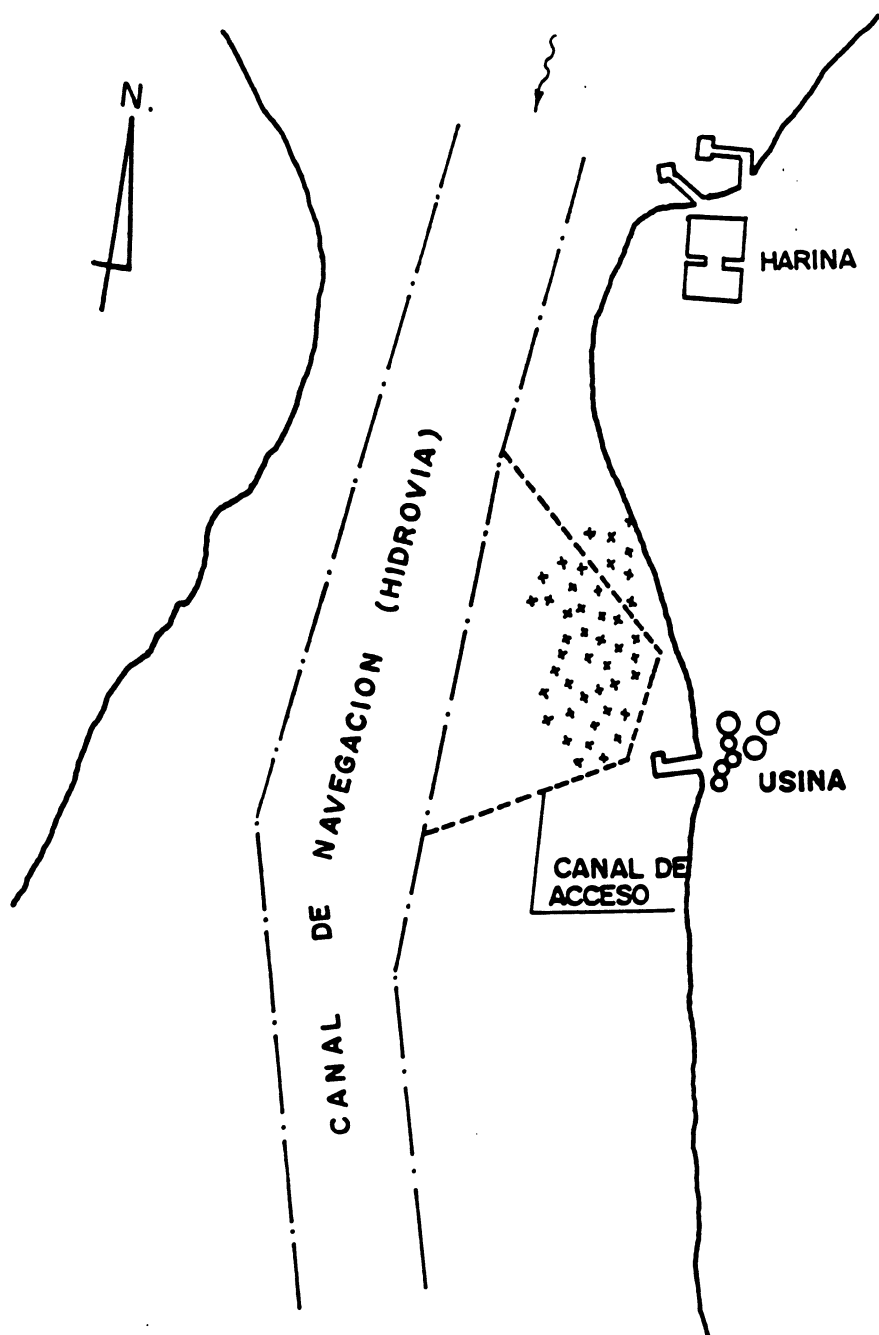 N.
HARINA
CANAL DE NAVEGACION (HIDROVIA)
USINA
CANAL DE
ACCESO